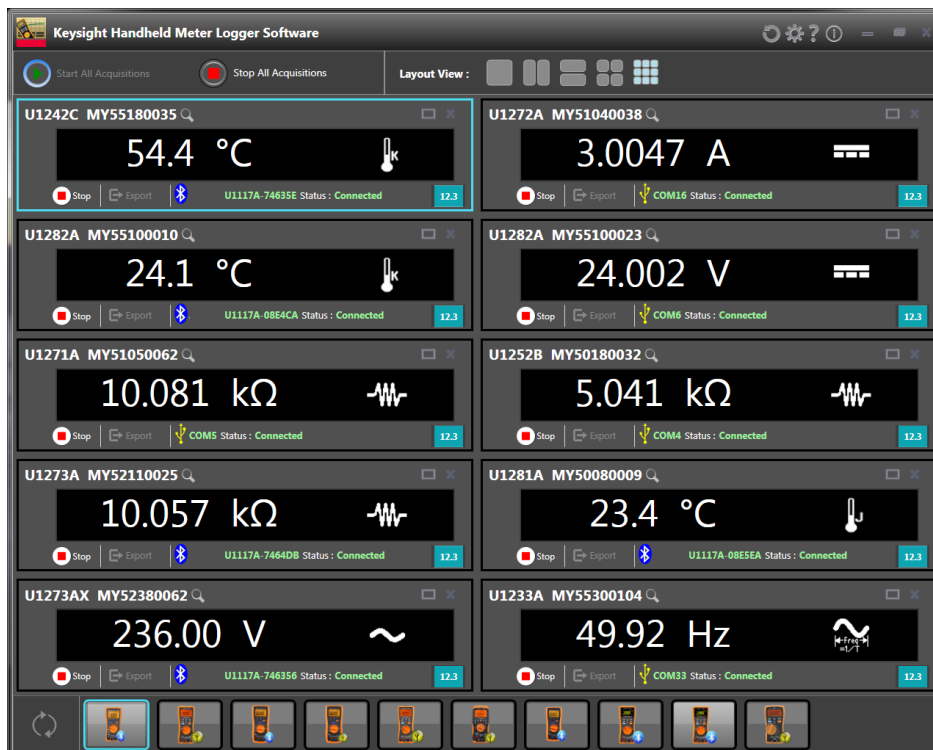 Keysight Handheld Meter Logger Software
Start All Acquisitions Stop All Acquisitions Layout View :
U1242C MY55180035
54.4 °C K
Stop Export U1117A-74635E Status : Connected 12.3
U1272A MY51040038
3.0047 A
Stop Export COM16 Status : Connected 12.3
U1282A MY55100010
24.1 °C K
Stop Export U1117A-08E4CA Status : Connected 12.3
U1282A MY55100023
24.002 V
Stop Export COM6 Status : Connected 12.3
U1271A MY51050062
10.081 kΩ
Stop Export COM5 Status : Connected 12.3
U1252B MY50180032
5.041 kΩ
Stop Export COM4 Status : Connected 12.3
U1273A MY52110025
10.057 kΩ
Stop Export U1117A-7464DB Status : Connected 12.3
U1281A MY50080009
23.4 °C J
Stop Export U1117A-08E5EA Status : Connected 12.3
U1273AX MY52380062
236.00 V
Stop Export U1117A-746356 Status : Connected 12.3
U1233A MY55300104
49.92 Hz
Freq
=1/T
Stop Export COM33 Status : Connected 12.3